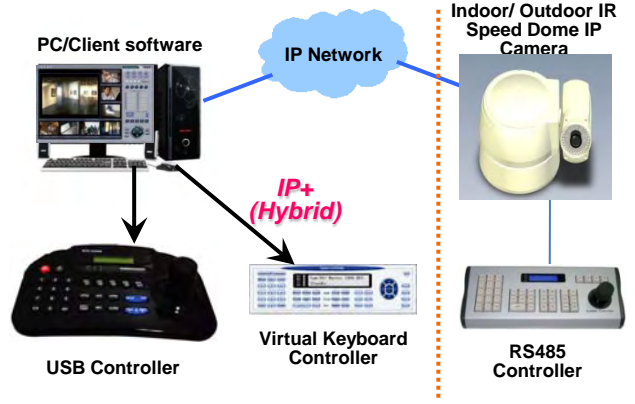 Indoor/ Outdoor IR
Speed Dome IP
Camera
PC/Client software
IP Network
IP+
(Hybrid)
Virtual Keyboard
Controller
USB Controller
RS485
Controller